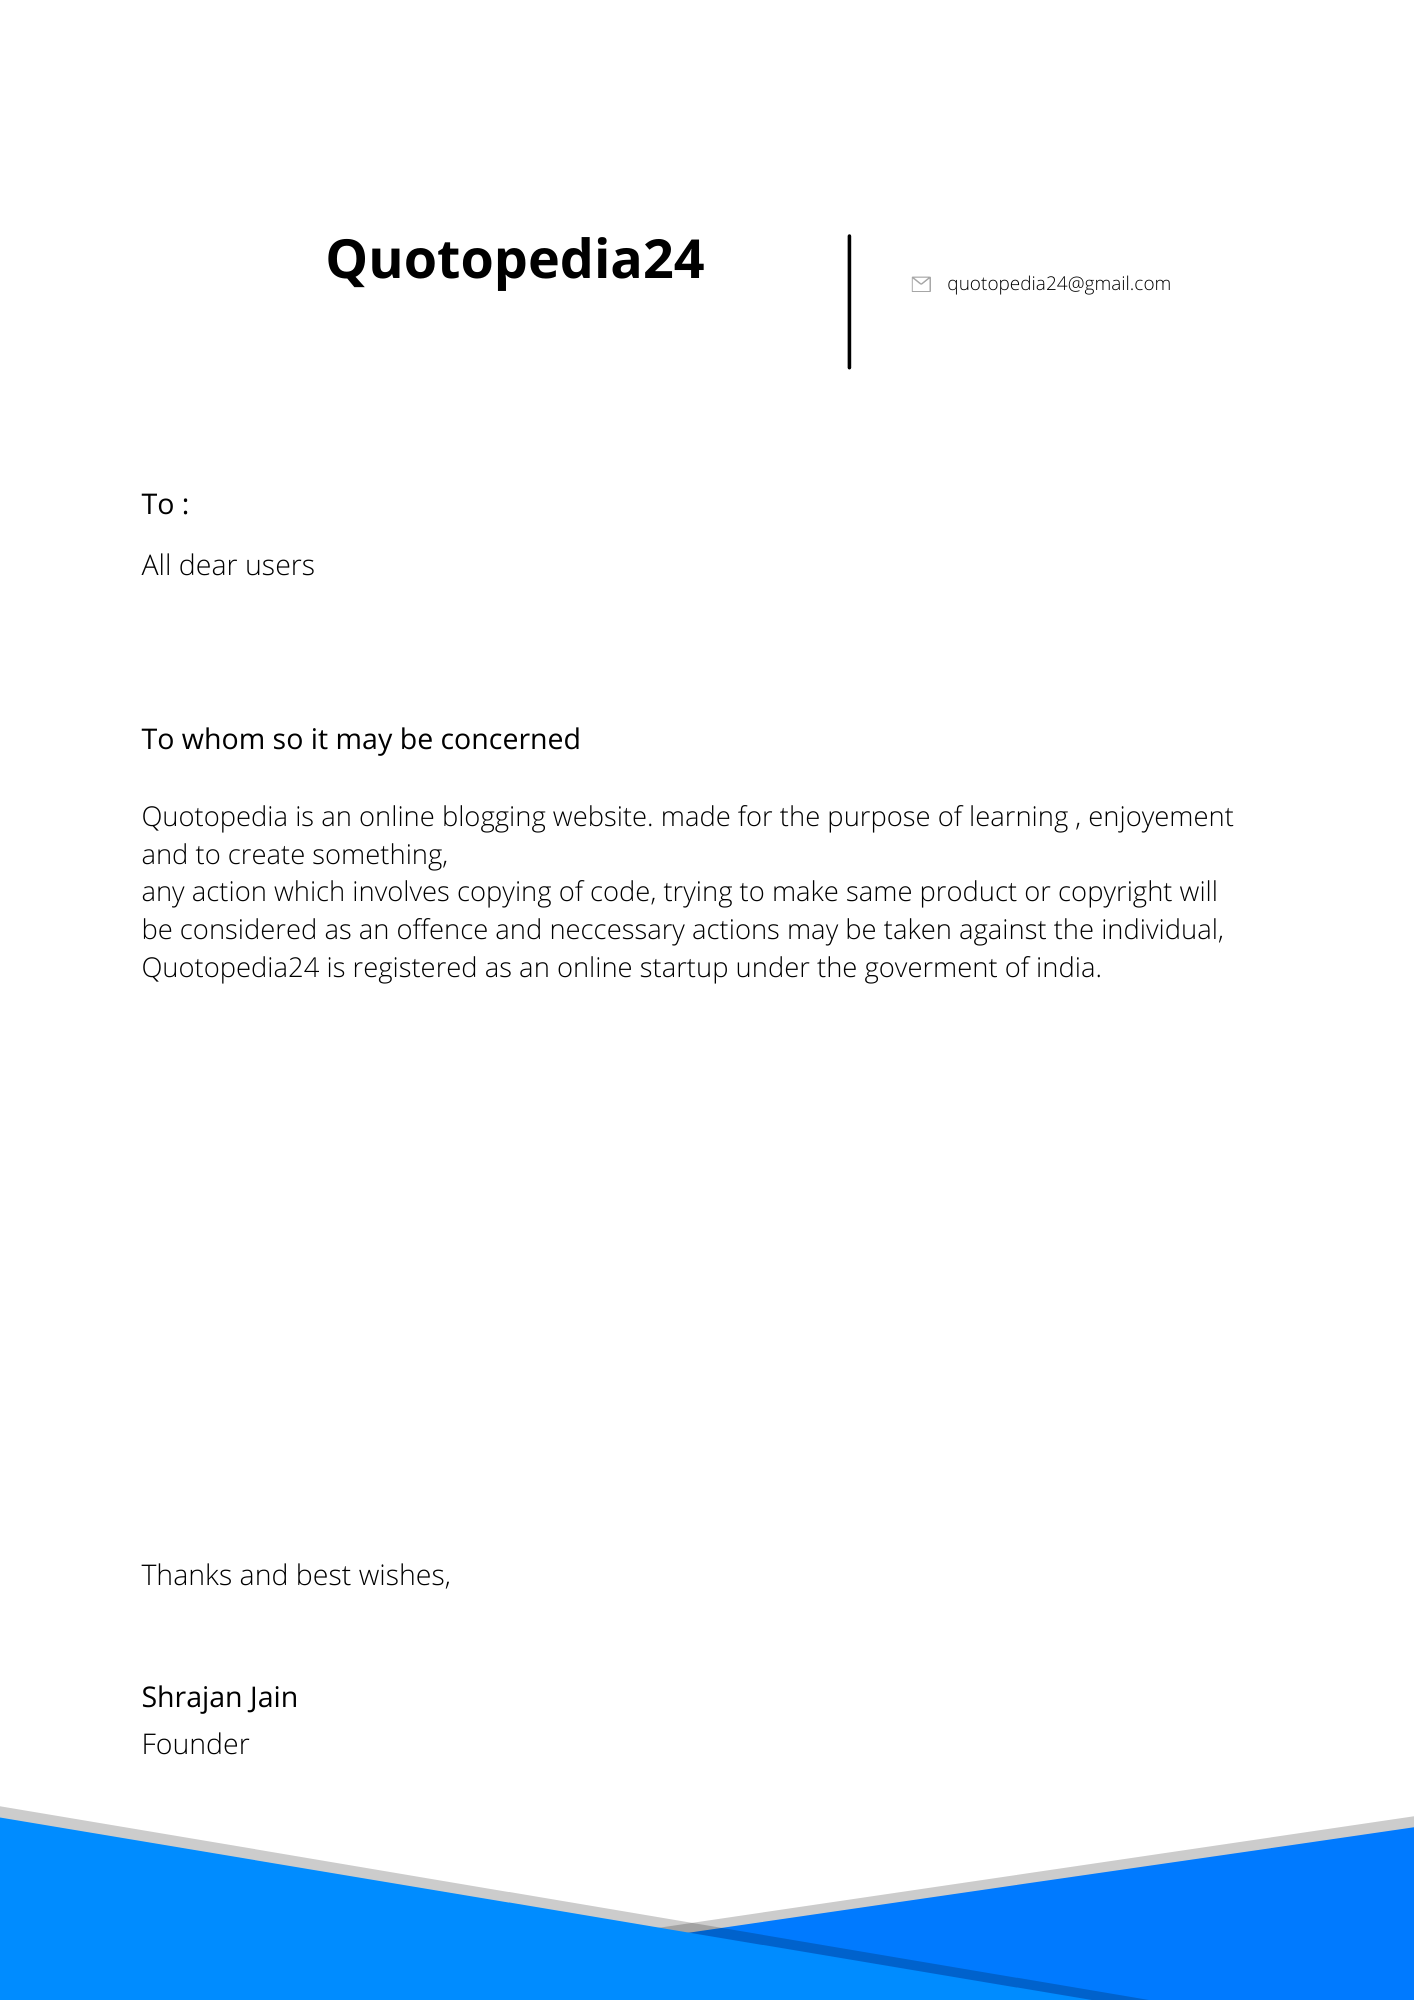 Quotopedia24
quotopedia24@gmail.com
To :
All dear users
To whom so it may be concerned
Quotopedia is an online blogging website. made for the purpose of learning , enjoyement
and to create something,
any action which involves copying of code, trying to make same product or copyright will
be considered as an offence and neccessary actions may be taken against the individual,
Quotopedia24 is registered as an online startup under the goverment of india.
Thanks and best wishes,
Shrajan Jain
Founder